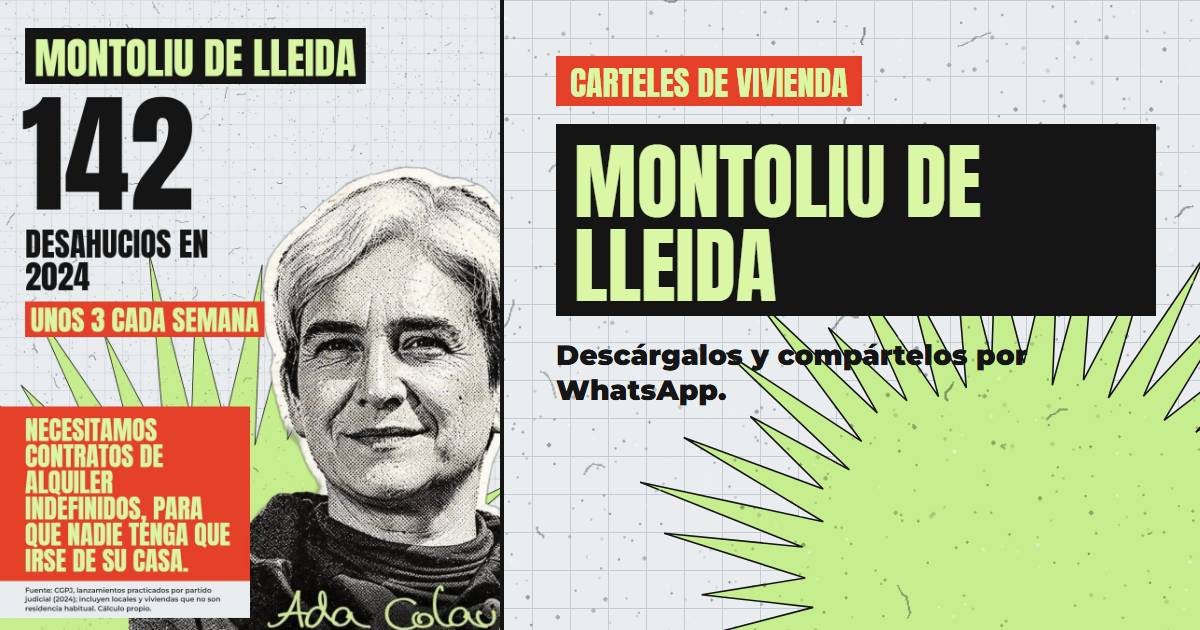 MONTOLIU DE LLEIDA
142
DESAHUCIOS EN
2024
UNOS 3 CADA SEMANA
NECESITAMOS
CONTRATOS DE
ALQUILER
INDEFINIDOS, PARA
QUE NADIE TENGA QUE
IRSE DE SU CASA.
Fuente: CGPJ, lanzamientos practicados por partido
judicial (2024); incluyen locales y viviendas que no son
residencia habitual. Cálculo propio.
Ada Colau
CARTELES DE VIVIENDA
MONTOLIU DE
LLEIDA
Descárgalos y compártelos por
WhatsApp.